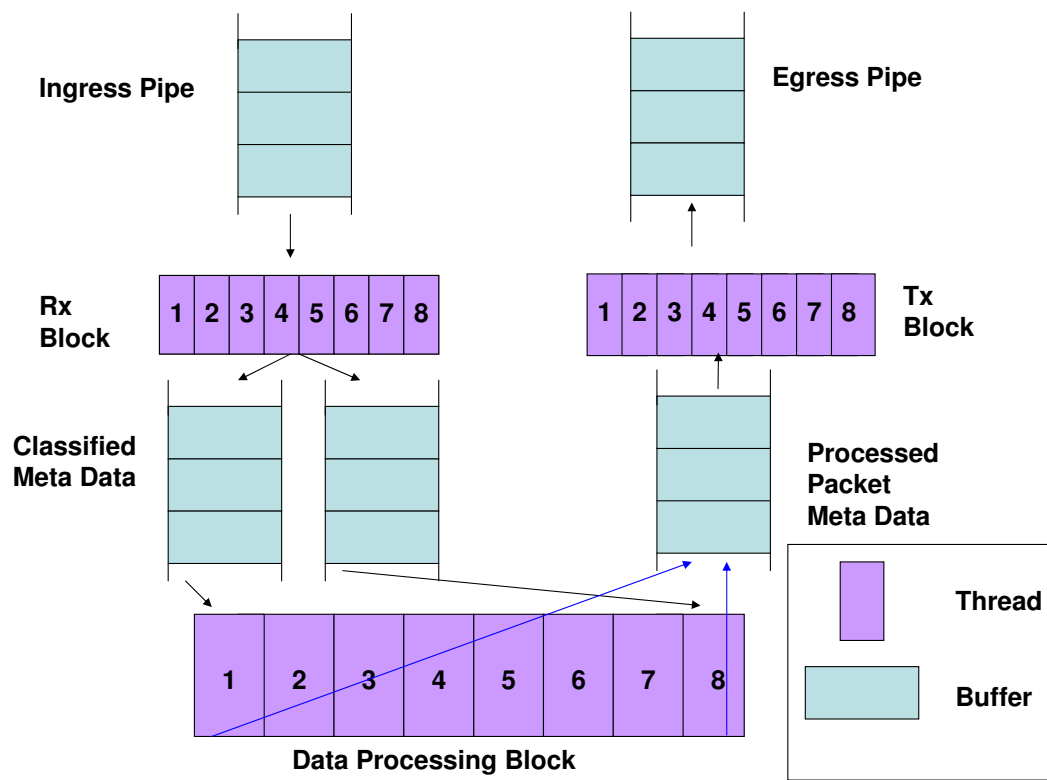 Ingress Pipe
Egress Pipe
Rx
Block
1 2 3 4 5 6 7 8
1 2 3 4 5 6 7 8
Tx
Block
Classified
Meta Data
Processed
Packet
Meta Data
1 2 3 4 5 6 7 8
Data Processing Block
Thread
Buffer